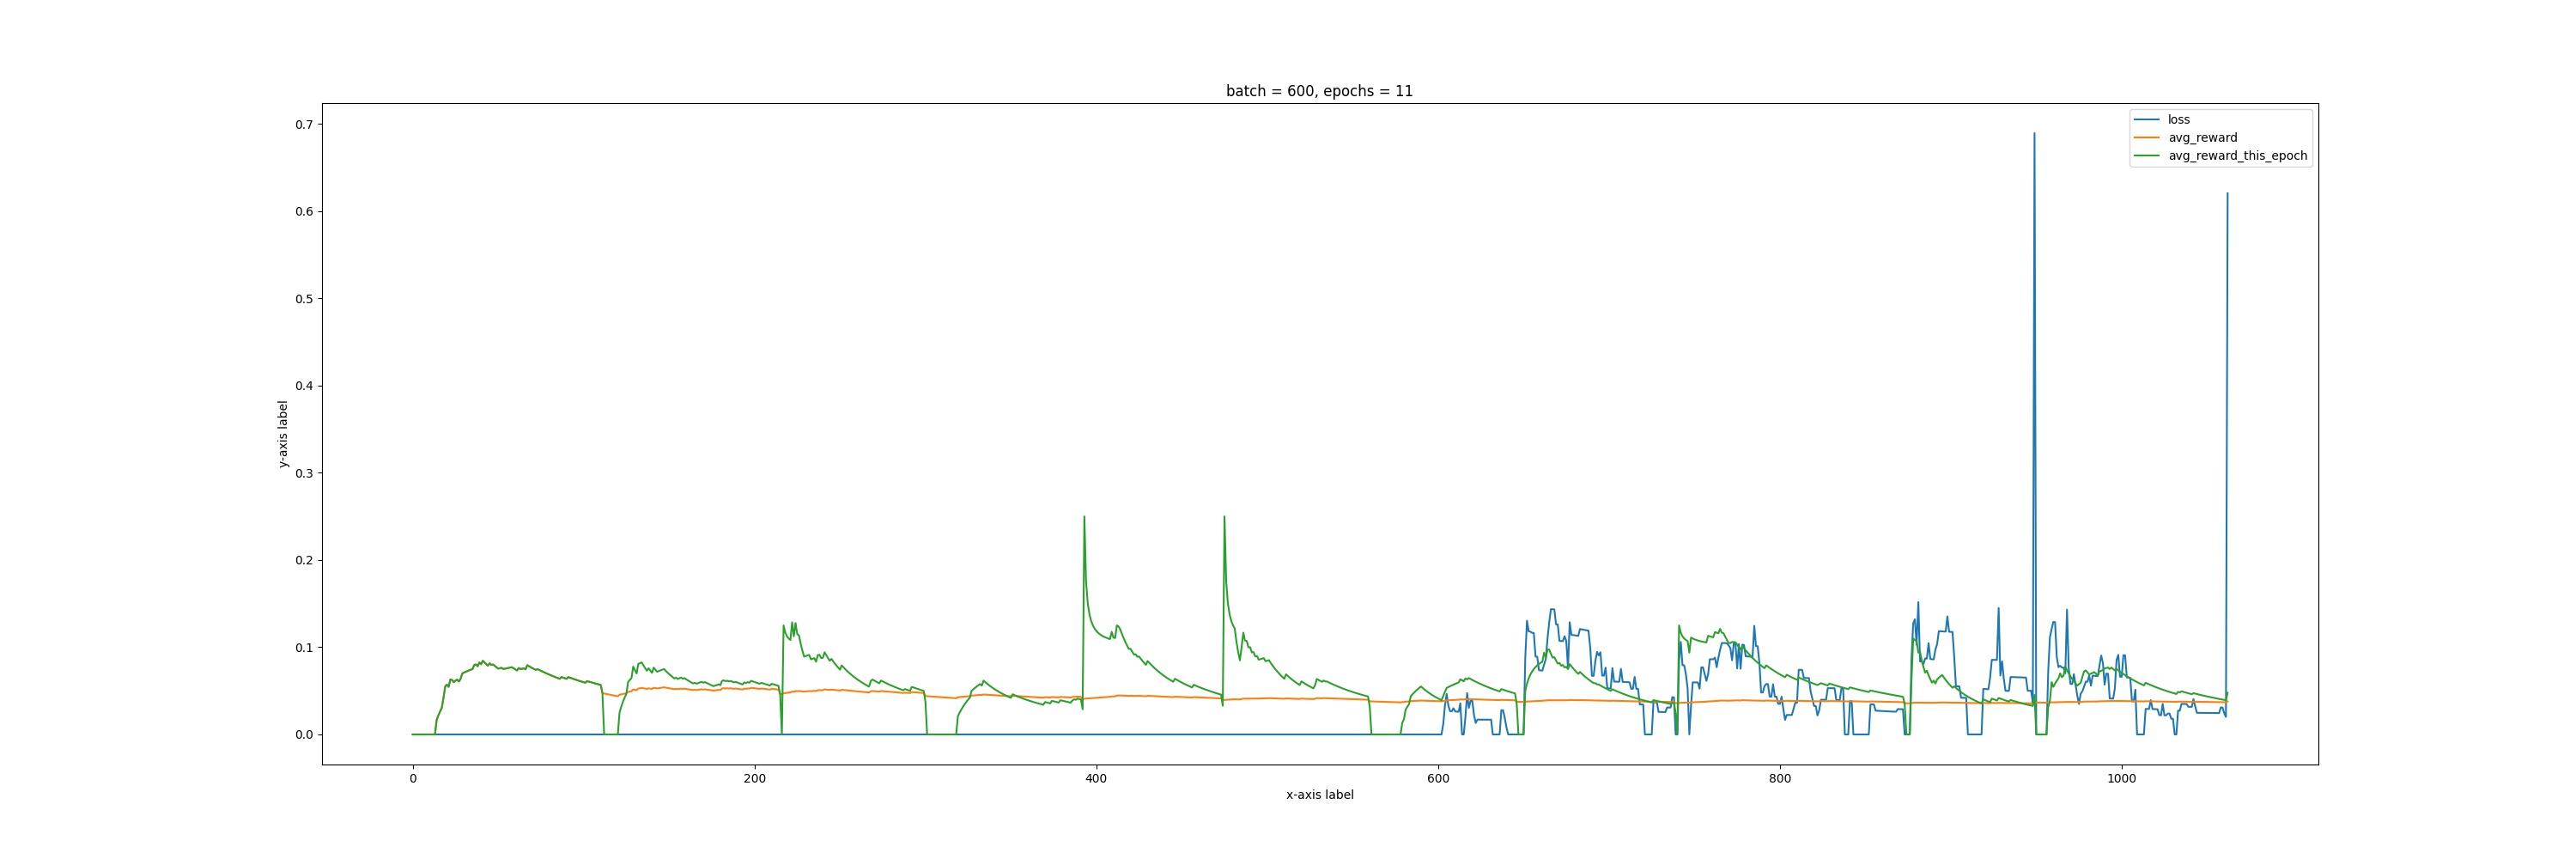 batch = 600, epochs = 11
0.7
0.6
0.5
0.4
0.3
0.2
0.1
0.0
y-axis label
loss
avg_reward
avg_reward_this_epoch
0 200 400 600 800 1000
x-axis label